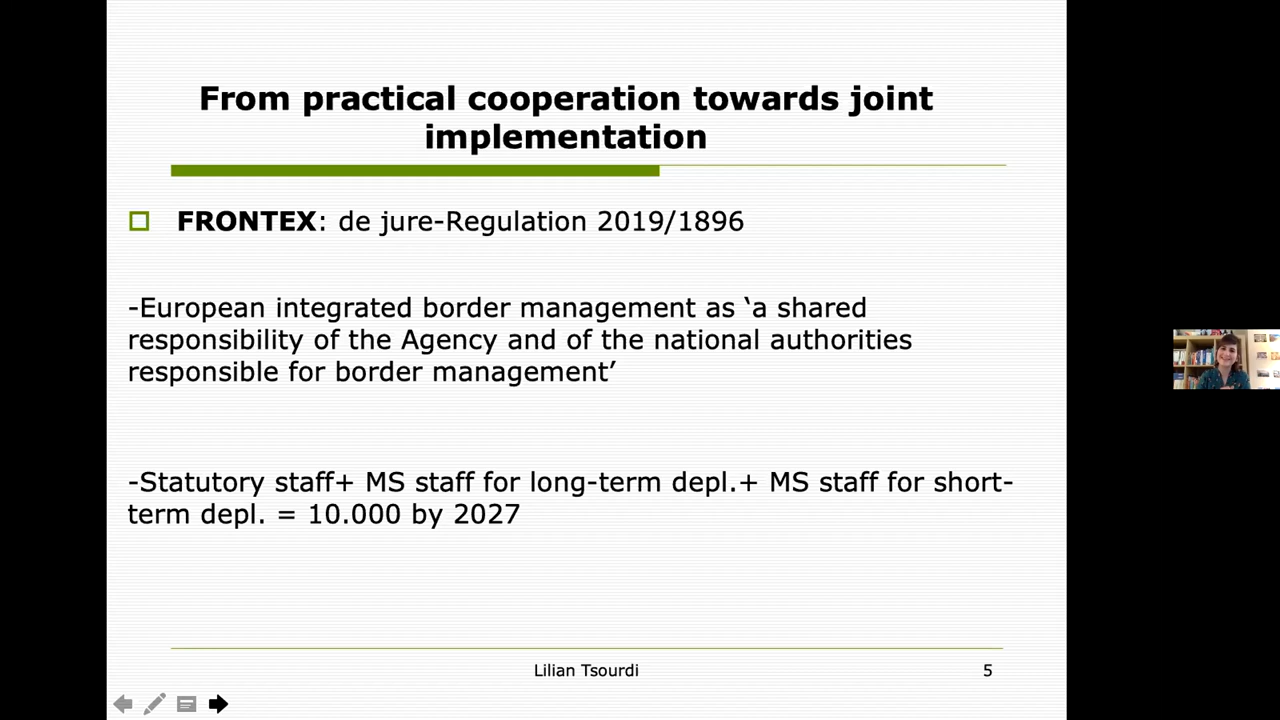 From practical cooperation towards joint
implementation
FRONTEX: de jure-Regulation 2019/1896
-European integrated border management as ‘a shared
responsibility of the Agency and of the national authorities
responsible for border management’
-Statutory staff+ MS staff for long-term depl.+ MS staff for short-
term depl. = 10.000 by 2027
Lilian Tsourdi
5